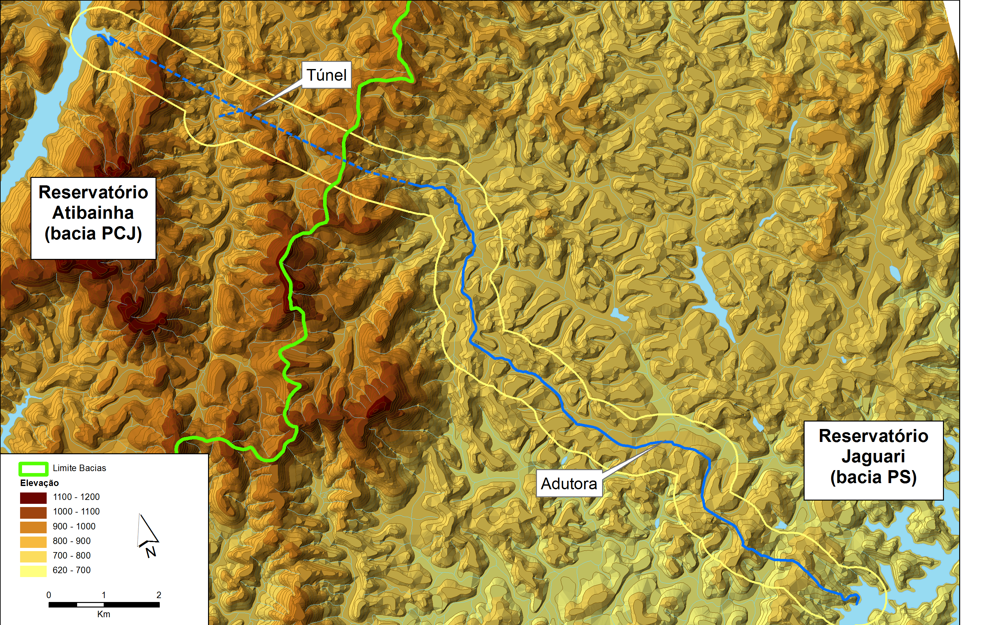 Túnel
Reservatório
Atibainha
(bacia PCJ)
Reservatório
Jaguari
(bacia PS)
Adutora
Limite Bacias
Elevação
1100 - 1200
1000 - 1100
900 - 1000
800 - 900
700 - 800
620 - 700
N
0 1 2
Km